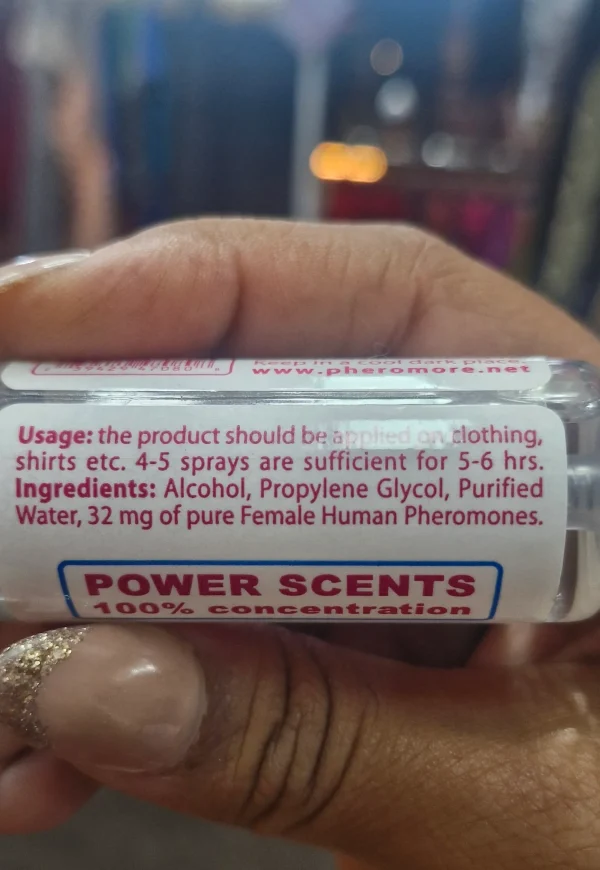 Keep in a cool dark place.
www.pheromore.net
Usage: the product should be applied on clothing,
shirts etc. 4-5 sprays are sufficient for 5-6 hrs.
Ingredients: Alcohol, Propylene Glycol, Purified
Water, 32 mg of pure Female Human Pheromones.
POWER SCENTS
100% concentration